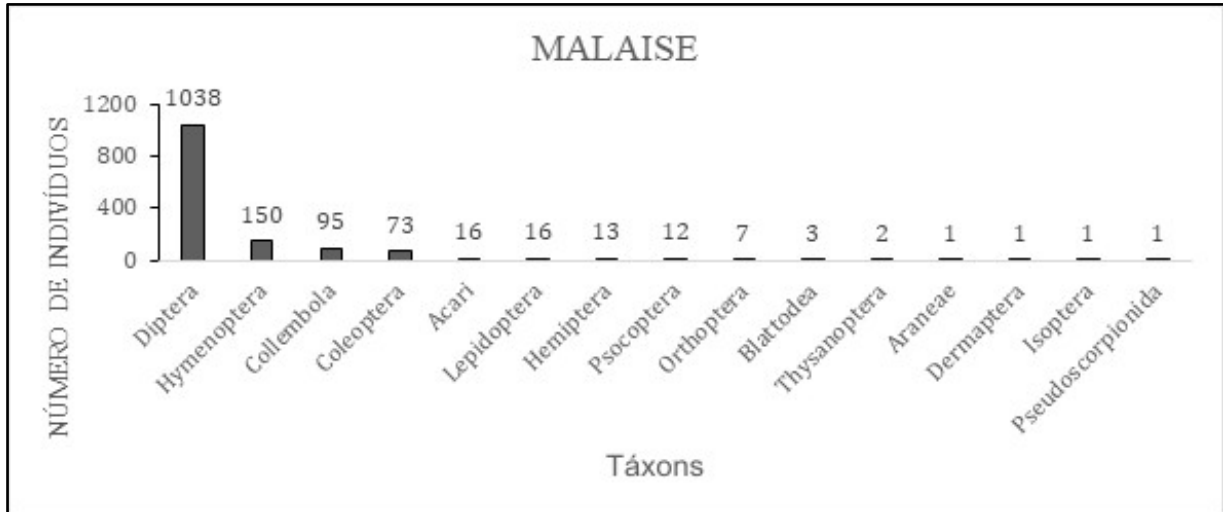 MALAISE
NÚMERO DE INDIVÍDUOS
1200
800
400
0
1038
150
95
73
16
16
13
12
7
3
2
1
1
1
1
Diptera
Hymenoptera
Collembola
Coleoptera
Acari
Lepidoptera
Hemiptera
Psocoptera
Orthoptera
Blattodea
Thysanoptera
Araneae
Dermaptera
Isoptera
Pseudoscorpionida
Táxons